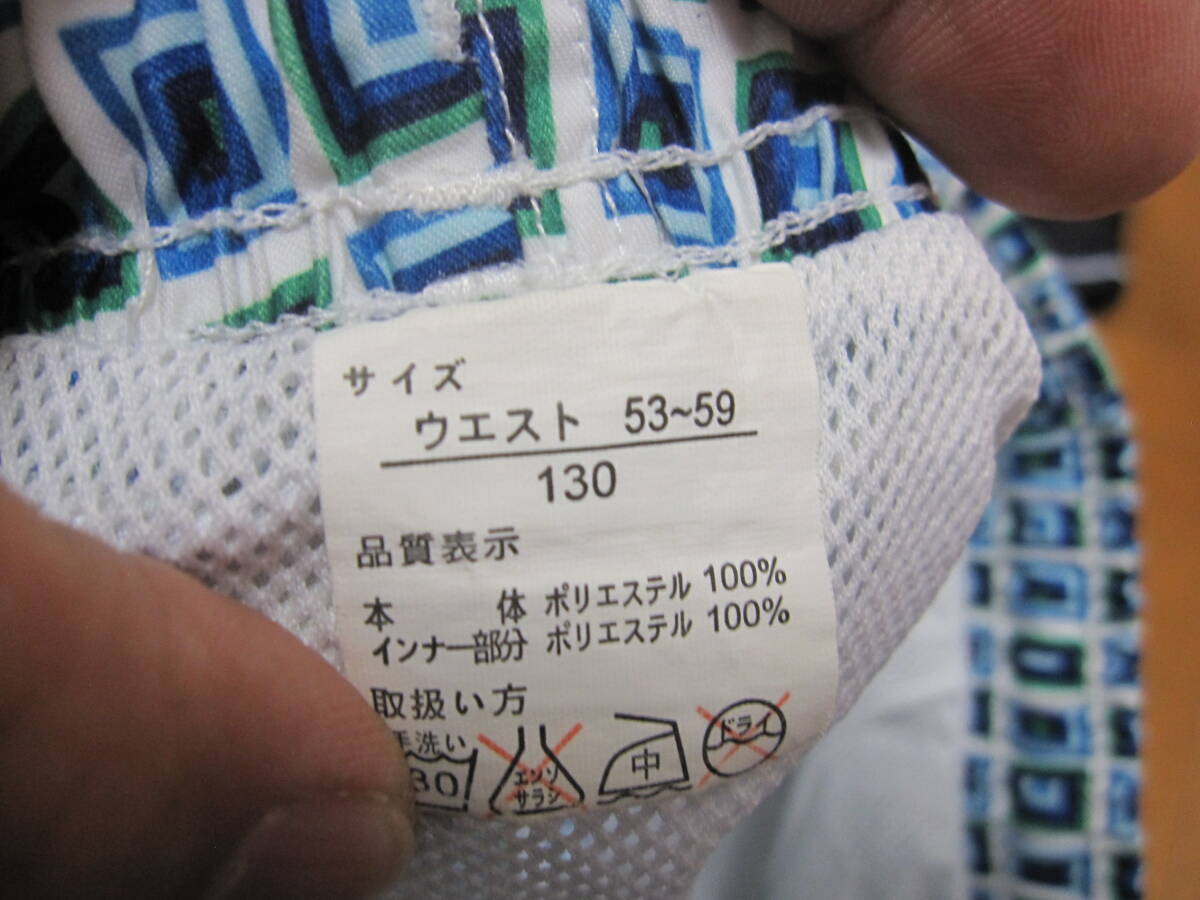 サイズ
ウエスト 53~59
130
品質表示
本 体 ポリエステル 100%
インナー部分 ポリエステル 100%
取扱い方
手洗い
30
エンソ
サラシ
中
ドライ